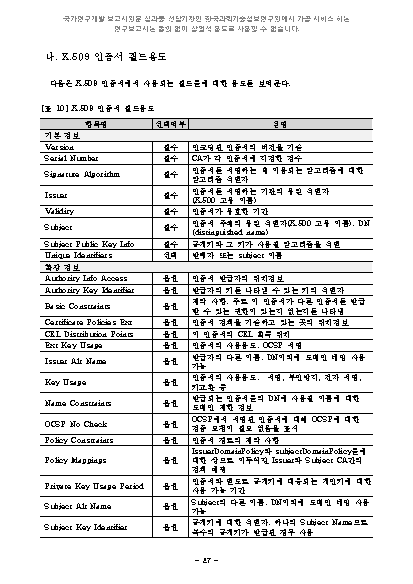 국가연구개발 보고서원문 성과물 전담기관인 한국과학기술정보연구원에서 가공·서비스 하는
연구보고서는 동의 없이 상업적 용도로 사용할 수 없습니다.
나. X.509 인증서 필드용도
다음은 X.509 인증서에서 사용되는 필드들에 대한 용도를 보여준다.
[표 10] X.509 인증서 필드용도
항목명 선택여부 설명
기본 정보
Version 필수 인코딩된 인증서의 버전을 기술
Serial Number 필수 CA가 각 인증서에 지정한 정수
Signature Algorithm 필수 인증서를 서명하는 데 이용되는 알고리즘에 대한
알고리즘 식별자
Issuer 필수 인증서를 서명하는 기관의 유일 식별자
(X.500 고유 이름)
Validity 필수 인증서가 유효한 기간
Subject 필수 인증서 주체의 유일 식별자(X.500 고유 이름). DN
(distinguished name)
Subject Public Key Info 필수 공개키와 그 키가 사용될 알고리즘을 식별
Unique Identifiers 선택 발행자 또는 subject 이름
확장 정보
Authority Info Access 옵션 인증서 발급자의 위치정보
Authority Key Identifier 옵션 발급자의 키를 나타낼 수 있는 키의 식별자
Basic Constraints 옵션 제약 사항. 주로 이 인증서가 다른 인증서를 발급
할 수 있는 권한이 있는지 없는지를 나타냄
Certificate Policies Ext 옵션 인증서 정책을 기술하고 있는 곳의 위치정보
CRL Distribution Points 옵션 이 인증서의 CRL 획득 위치
Ext Key Usage 옵션 인증서의 사용용도. OCSP 서명
Issuer Alt Name 옵션 발급자의 다른 이름. DN이외에 도메인 네임 사용
가능
Key Usage 옵션 인증서의 사용용도. 서명, 부인방지, 전자 서명,
키교환 등
Name Constraints 옵션 발급되는 인증서들의 DN에 사용될 이름에 대한
도메인 제한 정보
OCSP No Check 옵션 OCSP에서 서명된 인증서에 대해 OCSP에 대한
검증 요청이 필요 없음을 표시
Policy Constraints 옵션 인증서 경로의 제약 사항
Policy Mappings 옵션 IssuerDomainPolicy와 subjectDomainPolicy들에
대한 쌍으로 이루어진 Issuer와 Subject CA간의
정책 매핑
Private Key Usage Period 옵션 인증서와 별도로 공개키에 대응되는 개인키에 대한
사용 가능 기간
Subject Alt Name 옵션 Subject의 다른 이름. DN이외에 도메인 네임 사용
가능
Subject Key Identifier 옵션 공개키에 대한 식별자. 하나의 Subject Name으로
복수의 공개키가 발급된 경우 사용
- 27 -